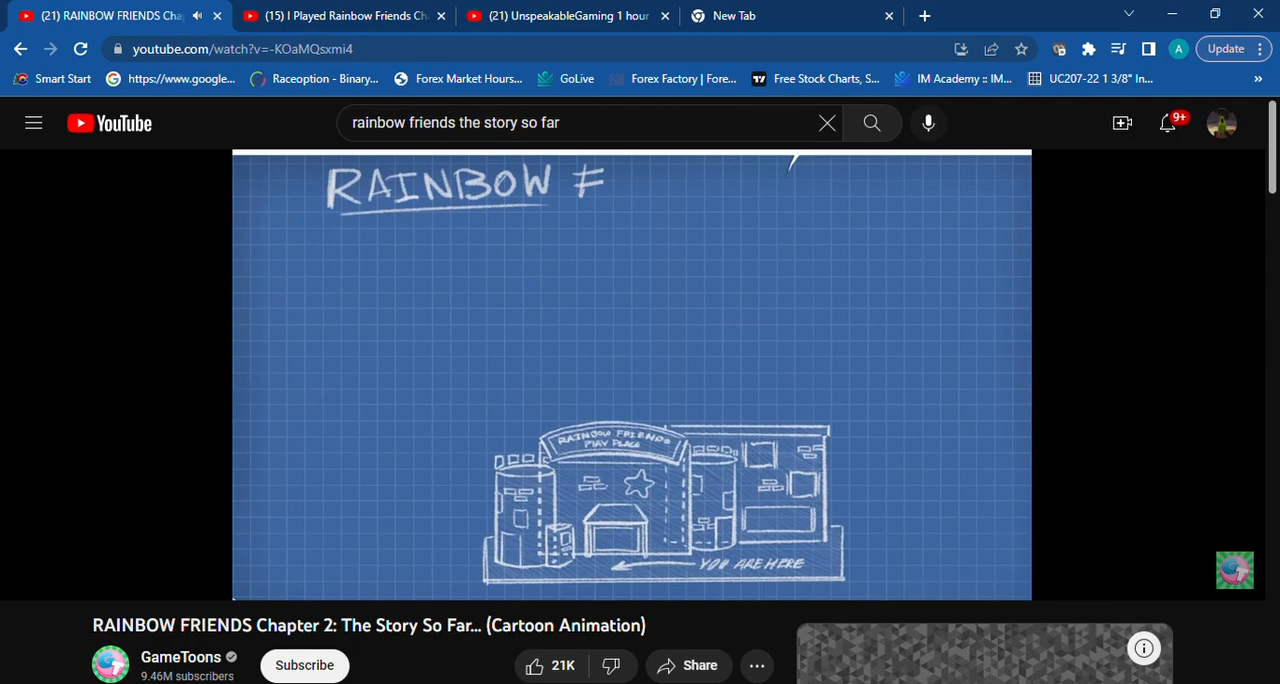 (21) RAINBOW FRIENDS Cha
(15) I Played Rainbow Friends Ch
(21) UnspeakableGaming 1 hour
New Tab
youtube.com/watch?v=-KOaMQsxmi4
A
Update
Smart Start
https://www.google...
Raceoption - Binary...
Forex Market Hours...
GoLive
Forex Factory | Fore...
Free Stock Charts, S...
IM Academy :: IM...
UC207-22 1 3/8" In...
»
YouTube
rainbow friends the story so far
9+
RAINBOW F
RAINBOW FRIENDS
PLAY PLACE
YOU ARE HERE
GT
RAINBOW FRIENDS Chapter 2: The Story So Far... (Cartoon Animation)
GT
GameToons
9.46M subscribers
Subscribe
21K
Share